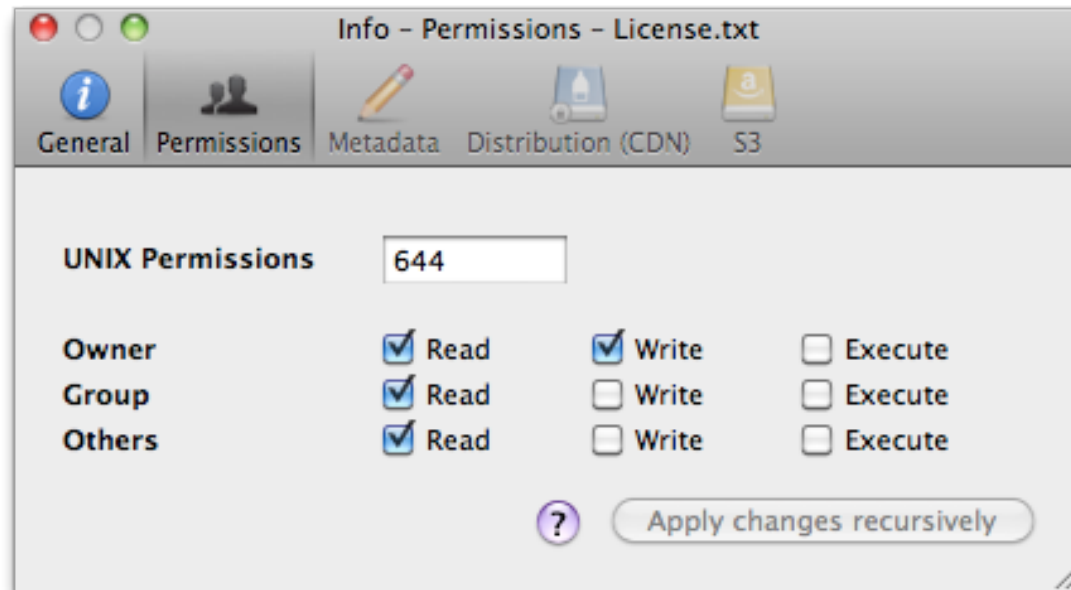 Info – Permissions – License.txt
General Permissions Metadata Distribution (CDN) S3
UNIX Permissions 644
Owner Read Write Execute
Group Read Write Execute
Others Read Write Execute
? Apply changes recursively